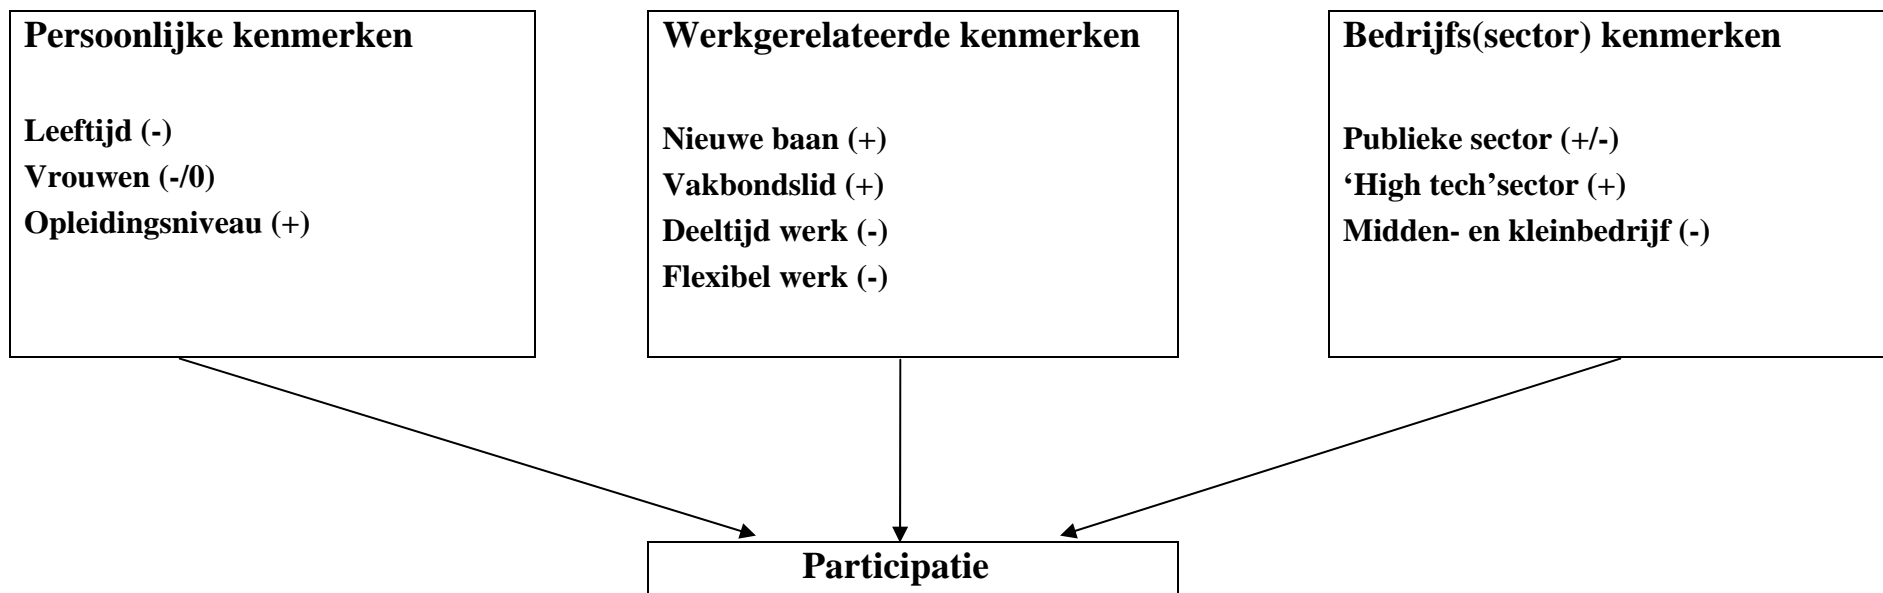 Persoonlijke kenmerken
Leeftijd (-)
Vrouwen (-/0)
Opleidingsniveau (+)
Werkgerelateerde kenmerken
Nieuwe baan (+)
Vakbondslid (+)
Deeltijd werk (-)
Flexibel werk (-)
Bedrijfs(sector) kenmerken
Publieke sector (+/-)
‘High tech’sector (+)
Midden- en kleinbedrijf (-)
Participatie